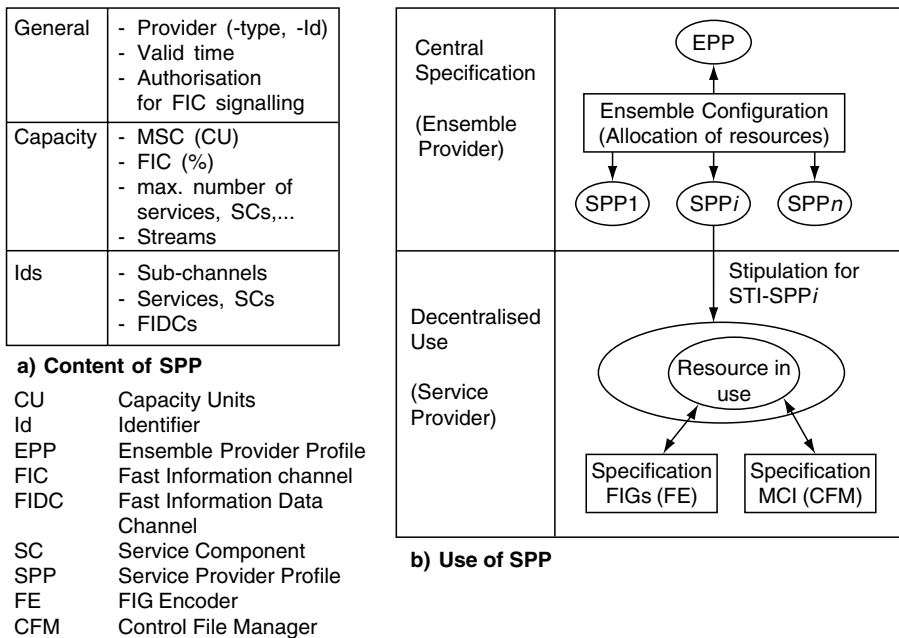 General
- Provider (-type, -Id)
- Valid time
- Authorisation
for FIC signalling
Capacity
- MSC (CU)
- FIC (%)
- max. number of
services, SCs,...
- Streams
Ids
- Sub-channels
- Services, SCs
- FIDCs
a) Content of SPP
CU Capacity Units
Id Identifier
EPP Ensemble Provider Profile
FIC Fast Information channel
FIDC Fast Information Data
Channel
SC Service Component
SPP Service Provider Profile
FE FIG Encoder
CFM Control File Manager
Central
Specification
(Ensemble
Provider)
EPP
Ensemble Configuration
(Allocation of resources)
SPP1 SPPi SPPn
Stipulation for
STI-SPPi
Decentralised
Use
(Service
Provider)
Resource in
use
Specification
FIGs (FE)
Specification
MCI (CFM)
b) Use of SPP